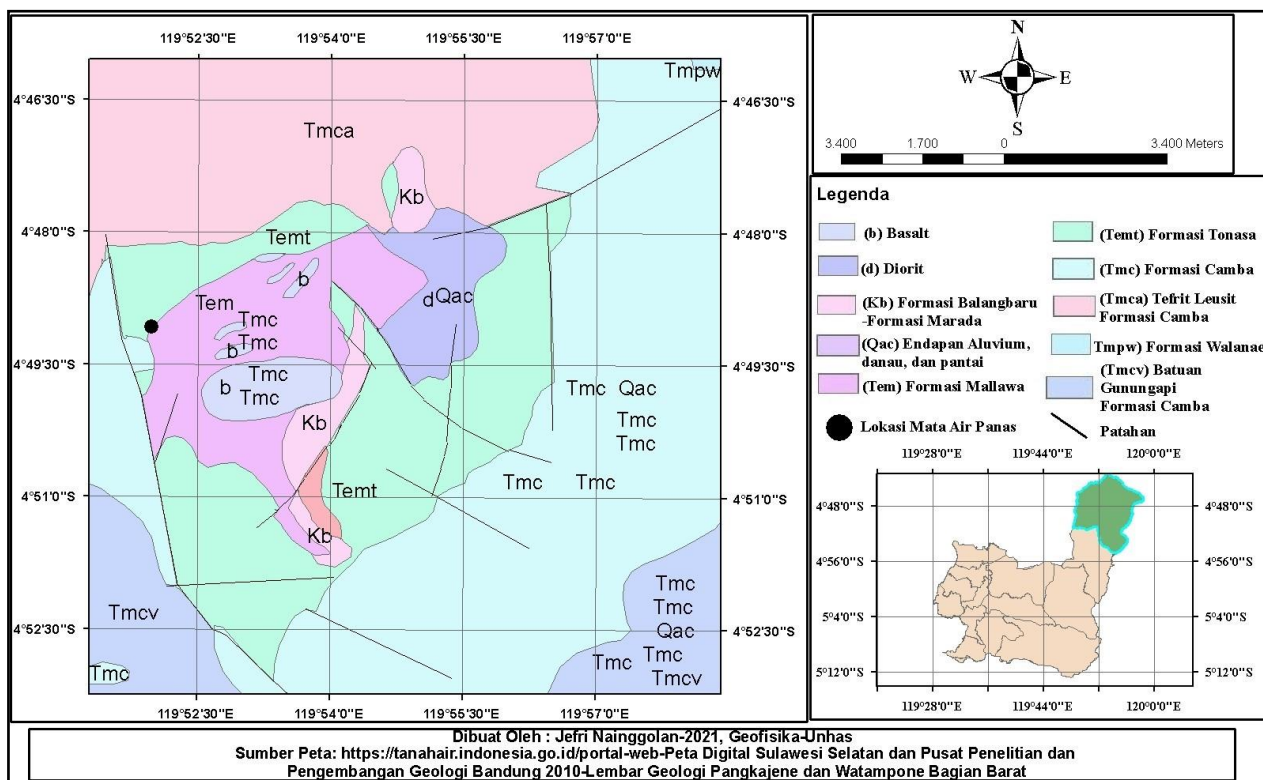 119°52'30"E 119°54'0"E 119°55'30"E 119°57'0"E
Tmpw
4°46'30"S 4°46'30"S
Tmca
Kb
4°48'0"S 4°48'0"S
Temt
b
dQac
Tem
Tmc
Tmc
b
4°49'30"S 4°49'30"S
Tmc
b
Tmc
Tmc Qac
Tmc
Tmc
Kb
Tmc Tmc
4°51'0"S 4°51'0"S
Temt
Kb
Tmcv
Tmc
Tmc
Qac
4°52'30"S 4°52'30"S
Tmc Tmc
Tmcv
Tmc
119°52'30"E 119°54'0"E 119°55'30"E 119°57'0"E
N
W E
S
3.400 1.700 0 3.400 Meters
Legenda
(b) Basalt
(d) Diorit
(Kb) Formasi Balangbaru
-Formasi Marada
(Qac) Endapan Aluvium,
danau, dan pantai
(Tem) Formasi Mallawa
Lokasi Mata Air Panas
(Temt) Formasi Tonasa
(Tmc) Formasi Camba
(Tmca) Tefrit Leusit
Formasi Camba
Tmpw) Formasi Walanae
(Tmcv) Batuan
Gunungapi
Formasi Camba
Patahan
119°28'0"E 119°44'0"E 120°0'0"E
4°48'0"S 4°48'0"S
4°56'0"S 4°56'0"S
5°4'0"S 5°4'0"S
5°12'0"S 5°12'0"S
119°28'0"E 119°44'0"E 120°0'0"E
Dibuat Oleh : Jefri Nainggolan-2021, Geofisika-Unhas
Sumber Peta: https://tanahair.indonesia.go.id/portal-web-Peta Digital Sulawesi Selatan dan Pusat Penelitian dan
Pengembangan Geologi Bandung 2010-Lembar Geologi Pangkajene dan Watampone Bagian Barat